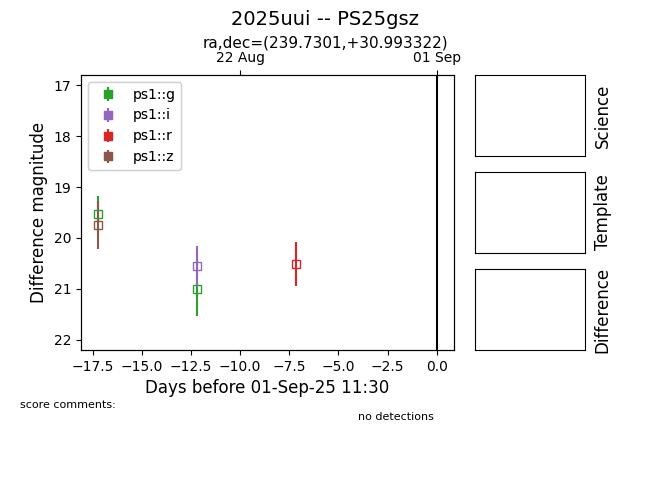 2025uui -- PS25gsz
ra,dec=(239.7301,+30.993322)
22 Aug
01 Sep
17
18
19
20
21
22
Difference magnitude
ps1::g
ps1::i
ps1::r
ps1::z
−17.5
−15.0
−12.5
−10.0
−7.5
−5.0
−2.5
0.0
Days before 01-Sep-25 11:30
Science
Template
Difference
score comments:
no detections